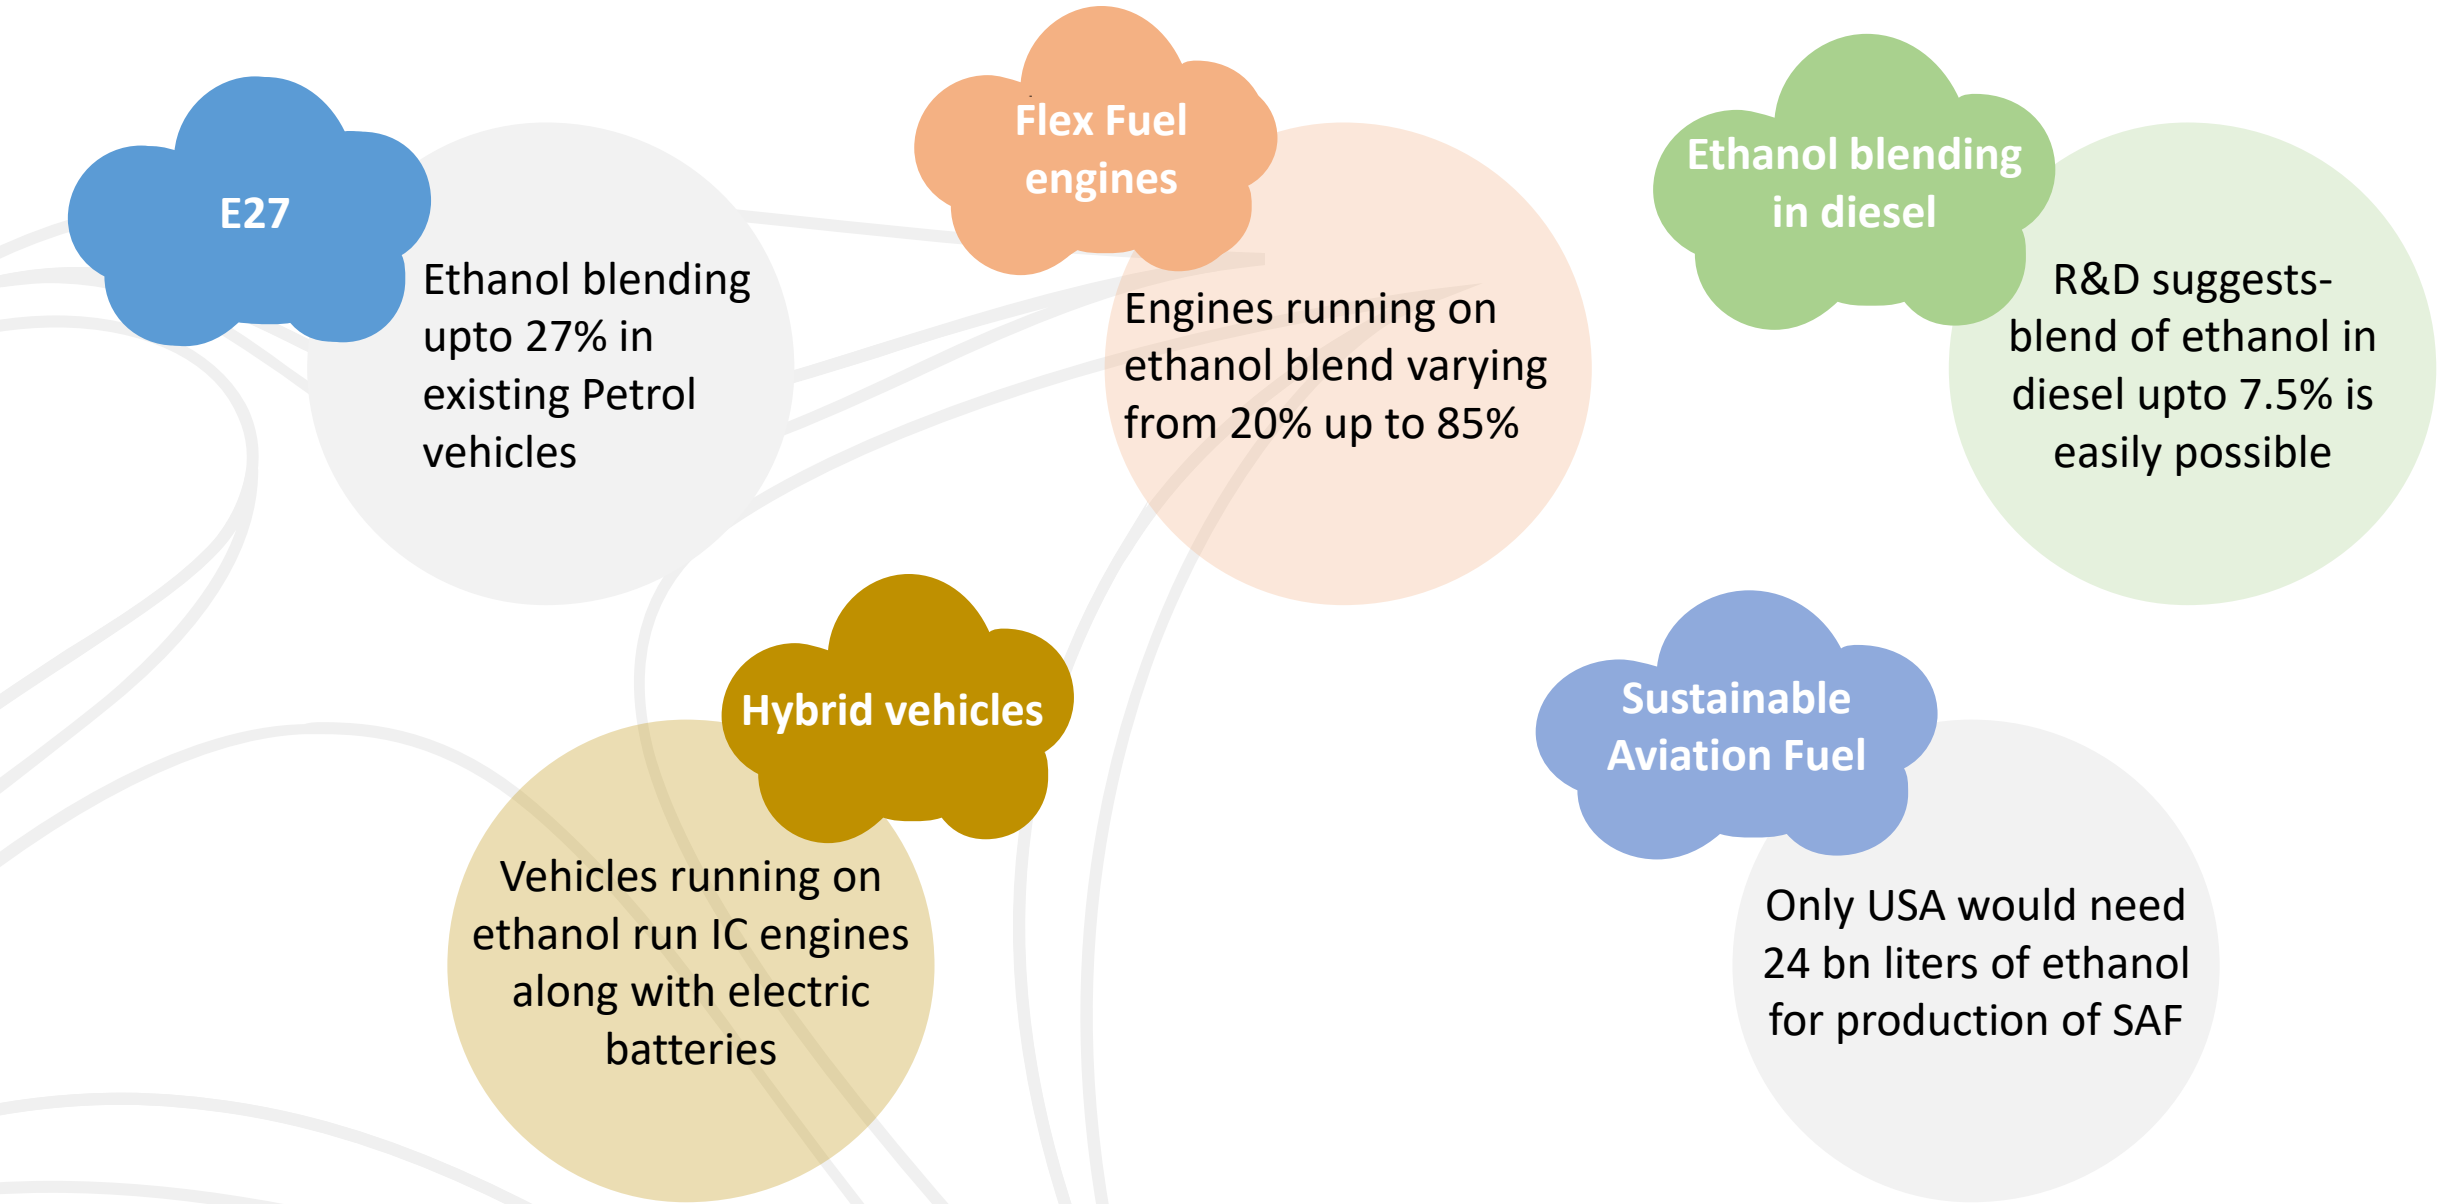 E27
Ethanol blending
upto 27% in
existing Petrol
vehicles
Flex Fuel
engines
Engines running on
ethanol blend varying
from 20% up to 85%
Ethanol blending
in diesel
R&D suggests-
blend of ethanol in
diesel upto 7.5% is
easily possible
Hybrid vehicles
Vehicles running on
ethanol run IC engines
along with electric
batteries
Sustainable
Aviation Fuel
Only USA would need
24 bn liters of ethanol
for production of SAF